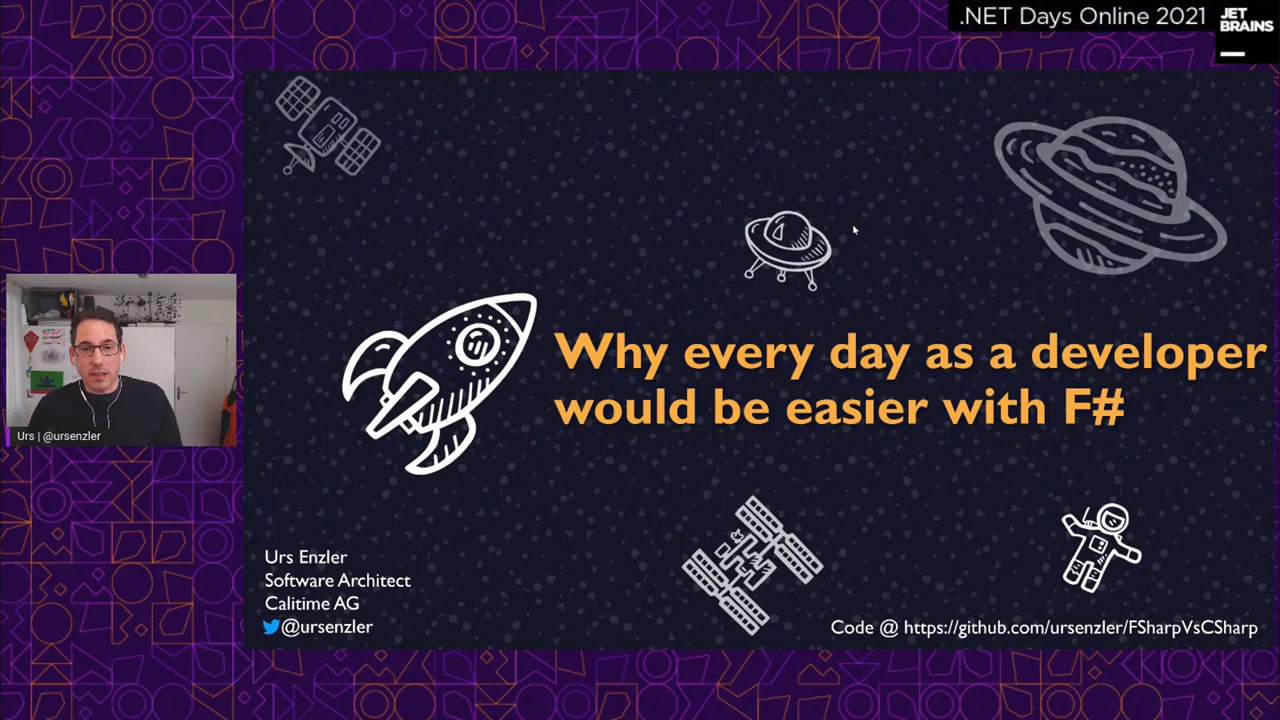 .NET Days Online 2021
JET
BRAINS
Why every day as a developer
would be easier with F#
Urs | @ursenzler
Urs Enzler
Software Architect
Calitime AG
@ursenzler
Code @ https://github.com/ursenzler/FSharpVsCSharp